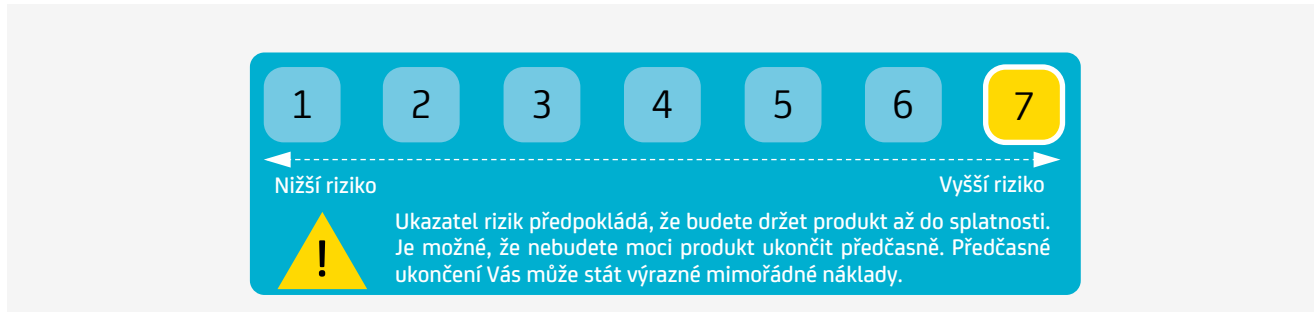 1 2 3 4 5 6 7
Nižší riziko Vyšší riziko
Ukazatel rizik předpokládá, že budete držet produkt až do splatnosti.
! Je možné, že nebudete moci produkt ukončit předčasně. Předčasné
ukončení Vás může stát výrazné mimořádné náklady.